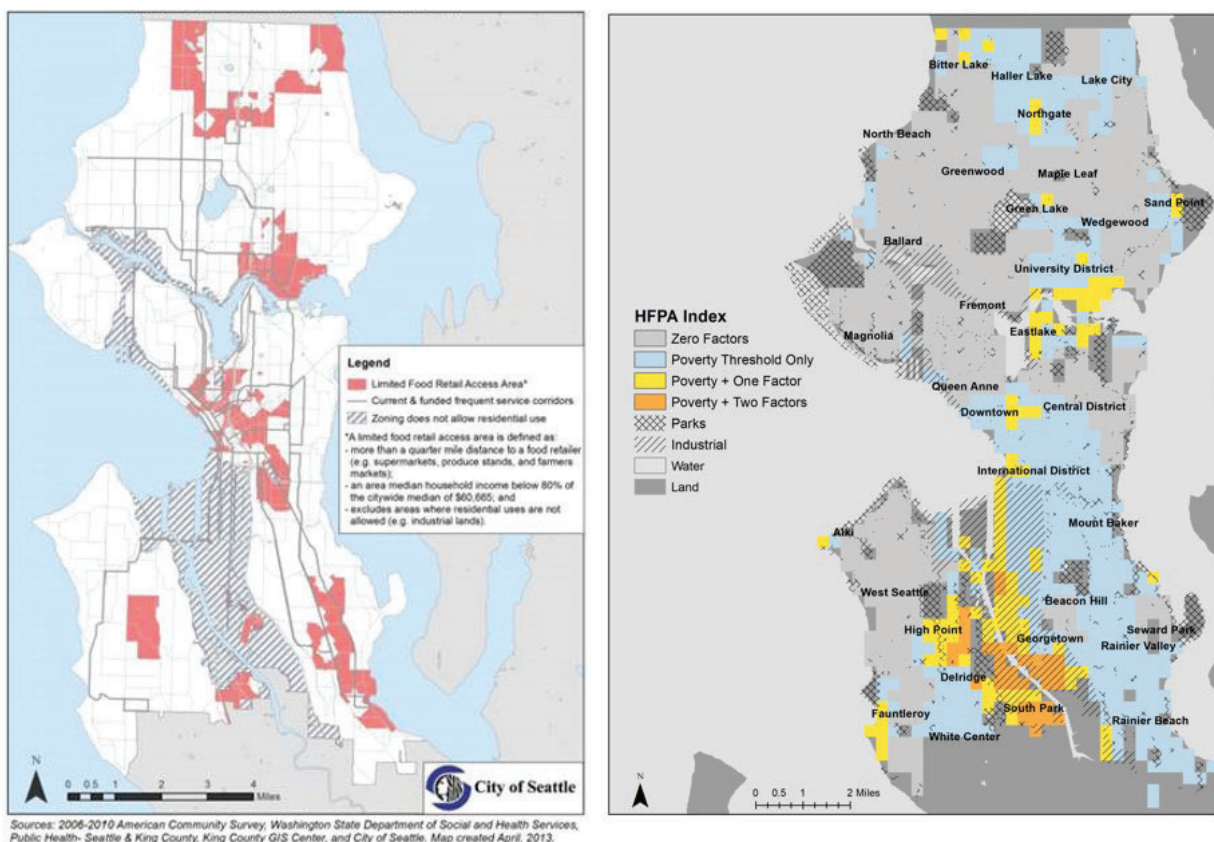 Legend
Limited Food Retail Access Area*
Current & funded frequent service corridors
Zoning does not allow residential use
*A limited food retail access area is defined as:
- more than a quarter mile distance to a food retailer
(e.g. supermarkets, produce stands, and farmers
markets);
- an area median household income below 80% of
the citywide median of $60,665; and
- excludes areas where residential uses are not
allowed (e.g. industrial lands).
N
0 0.5 1 2 3 4
Miles
City of Seattle
Sources: 2006-2010 American Community Survey, Washington State Department of Social and Health Services,
Public Health- Seattle & King County, King County GIS Center, and City of Seattle. Map created April, 2013.
Bitter Lake
Haller Lake
Lake City
Northgate
North Beach
Greenwood
Maple Leaf
Green Lake
Sand Point
Wedgewood
Ballard
University District
Fremont
Eastlake
Magnolia
Queen Anne
Downtown
Central District
International District
Mount Baker
Alki
West Seattle
Beacon Hill
High Point
Georgetown
Seward Park
Rainier Valley
Delridge
South Park
Fauntleroy
White Center
Rainier Beach
HFPA Index
Zero Factors
Poverty Threshold Only
Poverty + One Factor
Poverty + Two Factors
Parks
Industrial
Water
Land
N
0 0.5 1 2 Miles